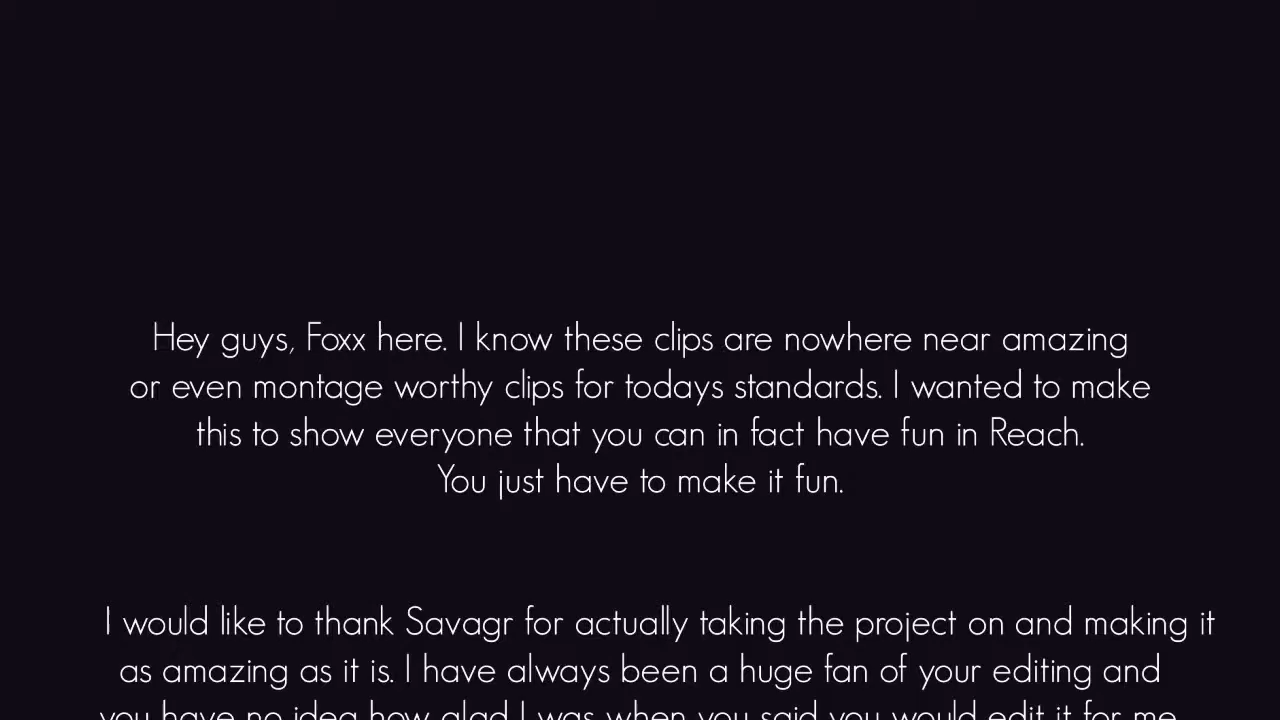 Hey guys, Foxx here. I know these clips are nowhere near amazing
or even montage worthy clips for todays standards. I wanted to make
this to show everyone that you can in fact have fun in Reach.
You just have to make it fun.
I would like to thank Savagr for actually taking the project on and making it
as amazing as it is. I have always been a huge fan of your editing and
you have no idea how glad I was when you said you would edit it for me